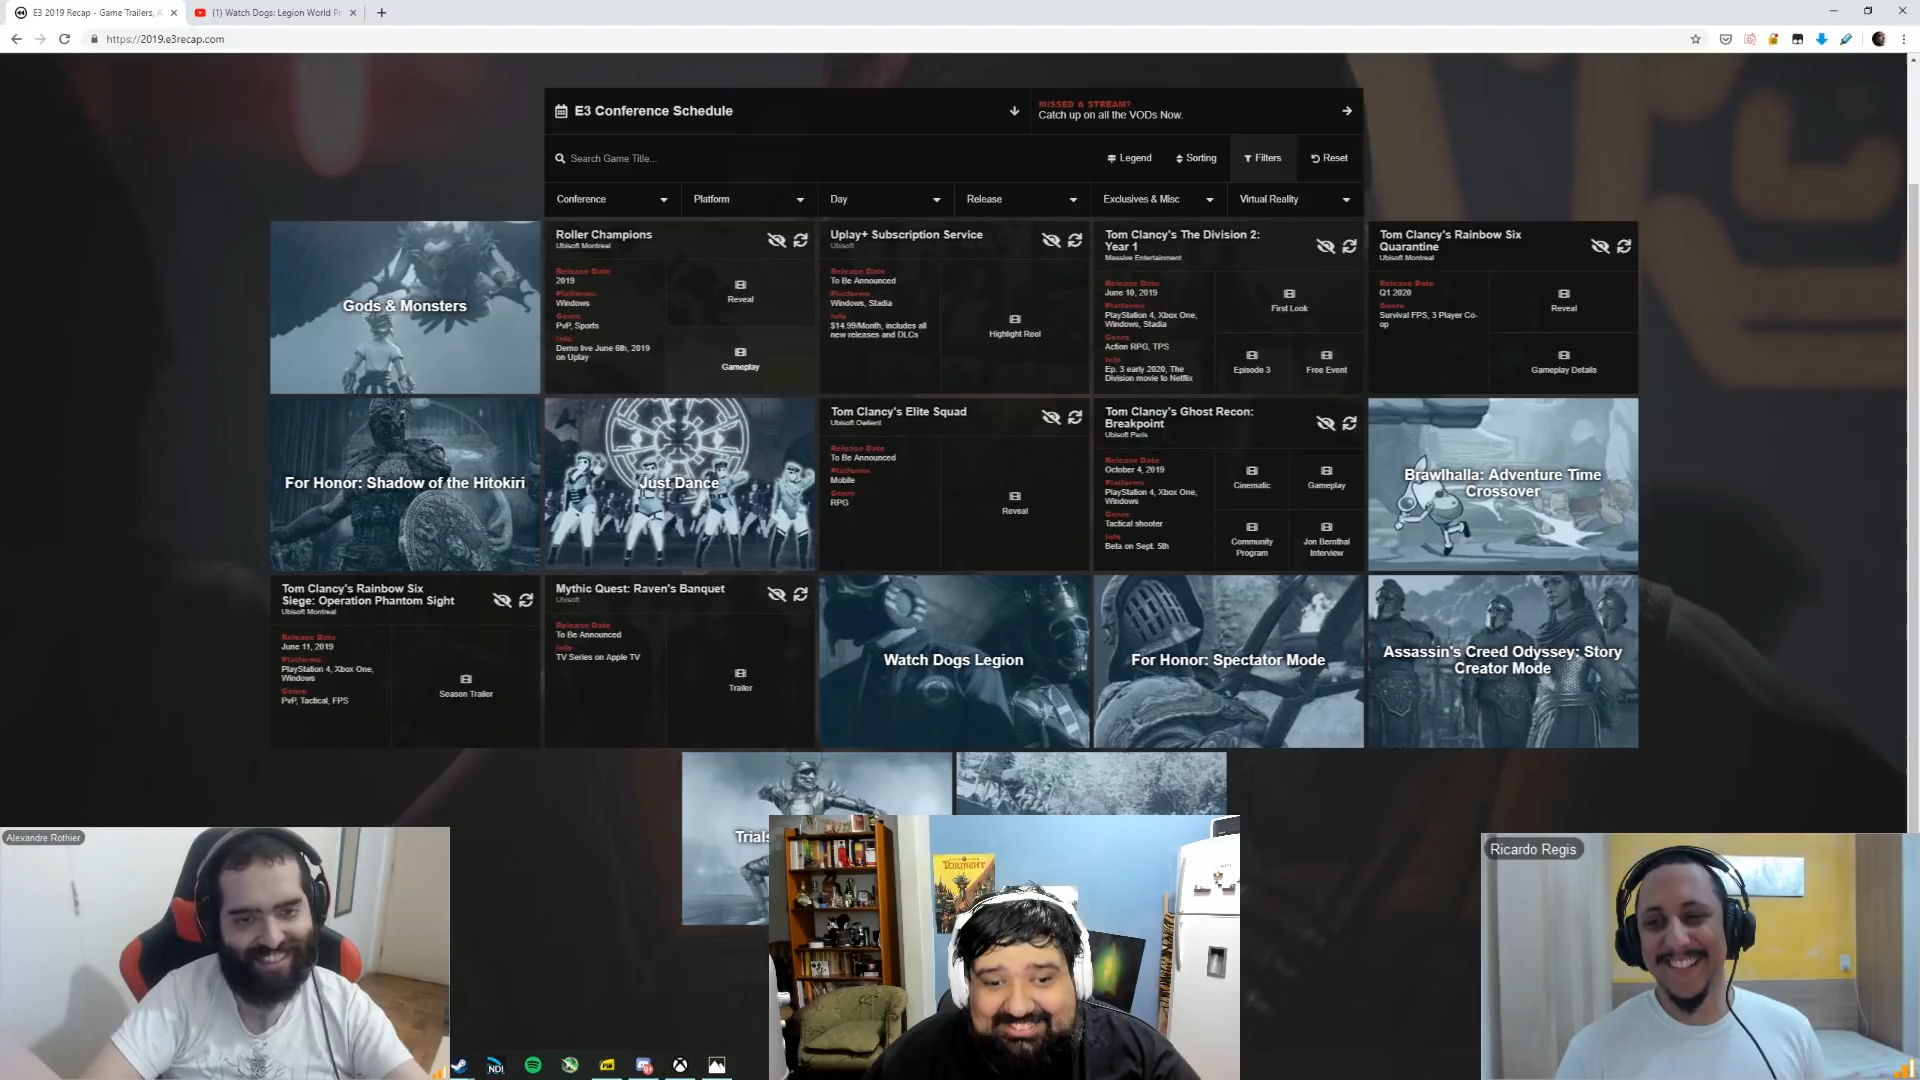 E3 2019 Recap - Game Trailers, A
(1) Watch Dogs: Legion World Pr
https://2019.e3recap.com
E3 Conference Schedule
MISSED A STREAM?
Catch up on all the VODs Now.
Search Game Title...
Legend
Sorting
Filters
Reset
Conference
Platform
Day
Release
Exclusives & Misc
Virtual Reality
Gods & Monsters
Roller Champions
Ubisoft Montreal
Release Date
2019
Platforms
Windows
Genre
PvP, Sports
Info
Demo live June 6th, 2019
on Uplay
Reveal
Gameplay
Uplay+ Subscription Service
Ubisoft
Release Date
To Be Announced
Platforms
Windows, Stadia
Info
$14.99/Month, includes all
new releases and DLCs
Highlight Reel
Tom Clancy's The Division 2:
Year 1
Massive Entertainment
Release Date
June 10, 2019
Platforms
PlayStation 4, Xbox One,
Windows, Stadia
Genre
Action RPG, TPS
Info
Ep. 3 early 2020, The
Division movie to Netflix
First Look
Episode 3
Free Event
Tom Clancy's Rainbow Six
Quarantine
Ubisoft Montreal
Release Date
Q1 2020
Genre
Survival FPS, 3 Player Co-
op
Reveal
Gameplay Details
For Honor: Shadow of the Hitokiri
Just Dance
Tom Clancy's Elite Squad
Ubisoft Owlient
Release Date
To Be Announced
Platforms
Mobile
Genre
RPG
Reveal
Tom Clancy's Ghost Recon:
Breakpoint
Ubisoft Paris
Release Date
October 4, 2019
Platforms
PlayStation 4, Xbox One,
Windows
Genre
Tactical shooter
Info
Beta on Sept. 5th
Cinematic
Gameplay
Community
Program
Jon Bernthal
Interview
Brawlhalla: Adventure Time
Crossover
Tom Clancy's Rainbow Six
Siege: Operation Phantom Sight
Ubisoft Montreal
Release Date
June 11, 2019
Platforms
PlayStation 4, Xbox One,
Windows
Genre
PvP, Tactical, FPS
Season Trailer
Mythic Quest: Raven's Banquet
Ubisoft
Release Date
To Be Announced
Info
TV Series on Apple TV
Trailer
Watch Dogs Legion
For Honor: Spectator Mode
Assassin's Creed Odyssey: Story
Creator Mode
Trials
Alexandre Rothier
TORMENT
Ricardo Regis
NDI